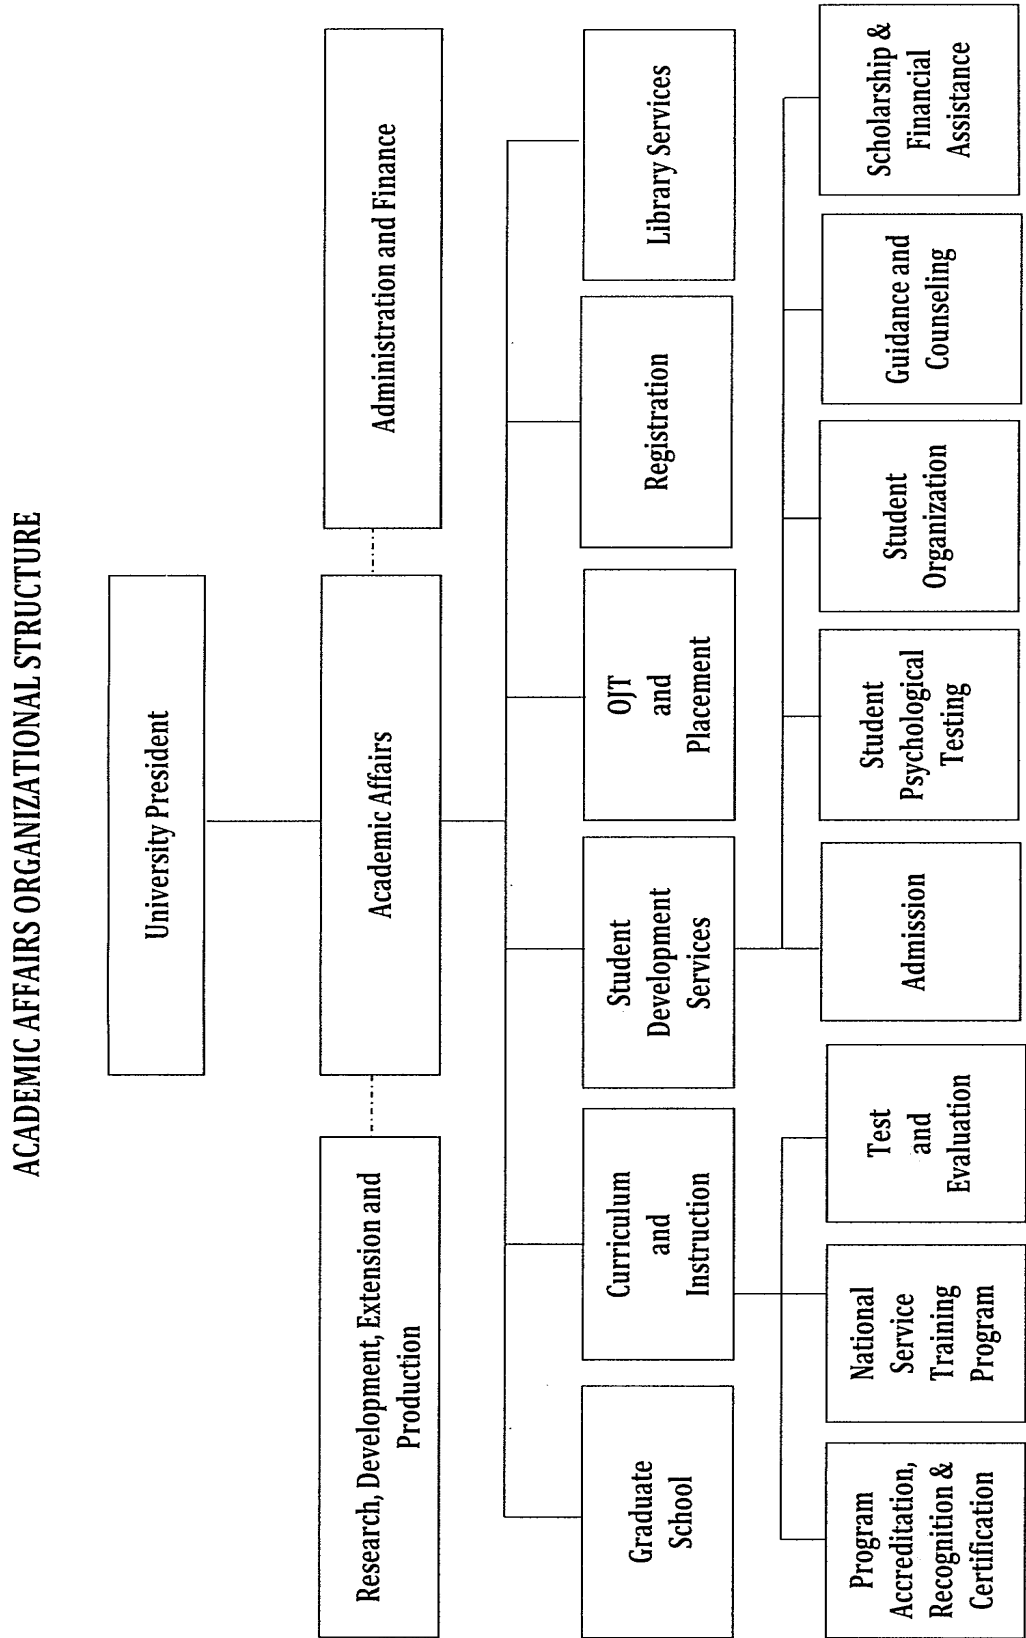 ACADEMIC AFFAIRS ORGANIZATIONAL STRUCTURE
University President
Research, Development, Extension and
Production
Academic Affairs
Administration and Finance
Graduate
School
Curriculum
and
Instruction
Student
Development
Services
OJT
and
Placement
Registration
Library Services
Program
Accreditation,
Recognition &
Certification
National
Service
Training
Program
Test
and
Evaluation
Admission
Student
Psychological
Testing
Student
Organization
Guidance and
Counseling
Scholarship &
Financial
Assistance